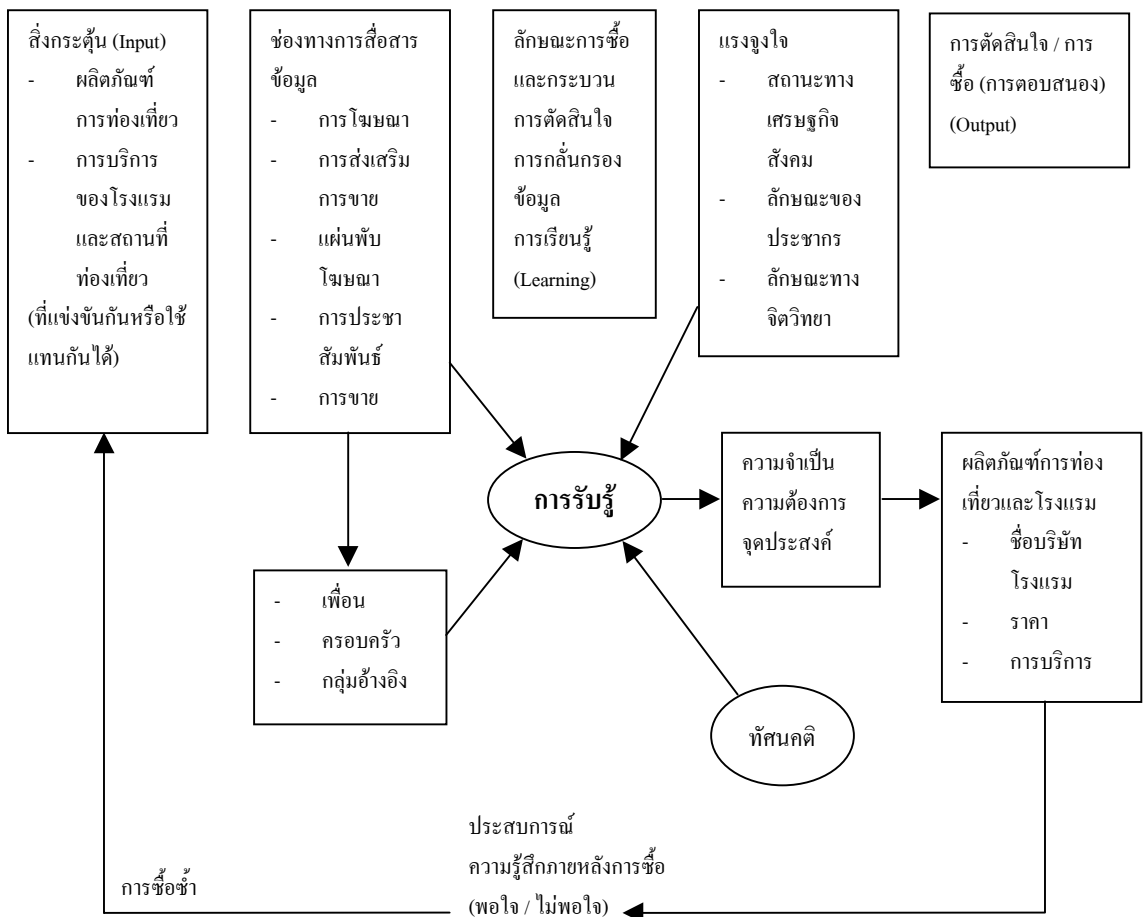 สิ่งกระตุ้น (Input)
- ผลิตภัณฑ์
การท่องเที่ยว
- การบริการ
ของโรงแรม
และสถานที่
ท่องเที่ยว
(ที่แข่งขันกันหรือใช้
แทนกันได้)
ช่องทางการสื่อสาร
ข้อมูล
- การโฆษณา
- การส่งเสริม
การขาย
- แผ่นพับ
โฆษณา
- การประชา
สัมพันธ์
- การขาย
ลักษณะการซื้อ
และกระบวน
การตัดสินใจ
การกลั่นกรอง
ข้อมูล
การเรียนรู้
(Learning)
แรงจูงใจ
- สถานะทาง
เศรษฐกิจ
สังคม
- ลักษณะของ
ประชากร
- ลักษณะทาง
จิตวิทยา
การตัดสินใจ / การ
ซื้อ (การตอบสนอง)
(Output)
การรับรู้
ความจำเป็น
ความต้องการ
จุดประสงค์
ผลิตภัณฑ์การท่อง
เที่ยวและโรงแรม
- ชื่อบริษัท
โรงแรม
- ราคา
- การบริการ
- เพื่อน
- ครอบครัว
- กลุ่มอ้างอิง
ทัศนคติ
ประสบการณ์
ความรู้สึกภายหลังการซื้อ
(พอใจ / ไม่พอใจ)
การซื้อซ้ำ